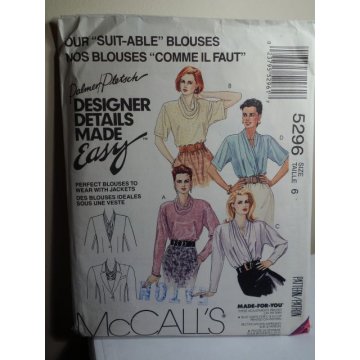 OUR "SUIT-ABLE" BLOUSES
NOS BLOUSES "COMME IL FAUT"
Palmer/Pletsch
DESIGNER
DETAILS
MADE
Easy
PERFECT BLOUSES TO
WEAR WITH JACKETS
DES BLOUSES IDEALES
SOUS UNE VESTE
B
D
A
C
5296
SIZE
TAILLE 6
PATTERN/PATRON
MADE-FOR-YOU
McCALL'S